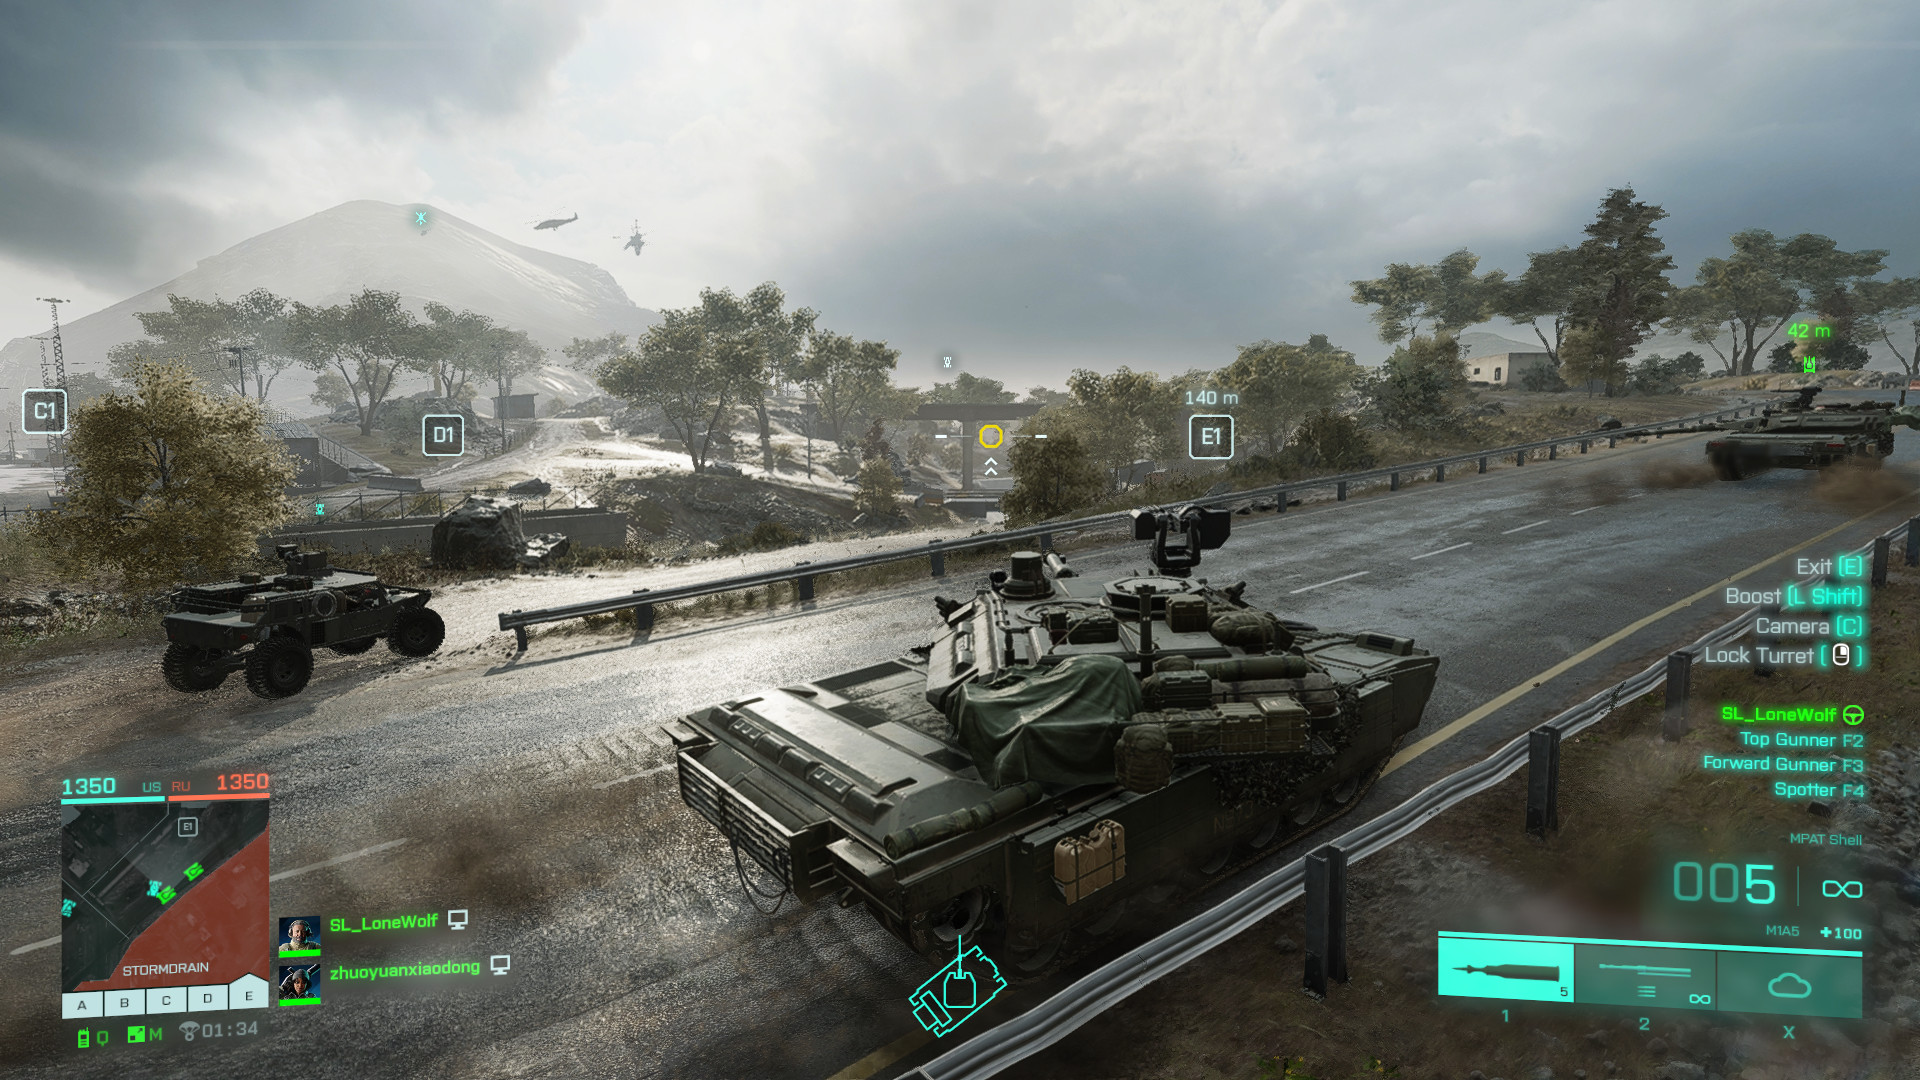 42 m
140 m
C1
D1
E1
Exit [E]
Boost [L Shift]
Camera [C]
Lock Turret [ ]
SL_LoneWolf
Top Gunner F2
Forward Gunner F3
Spotter F4
MPAT Shell
005 ∞
M1A5 +100
5
∞
1
2
X
1350 US RU 1350
E1
STORMDRAIN
A B C D E
Q M 01:34
SL_LoneWolf
zhuoyuanxiaodong